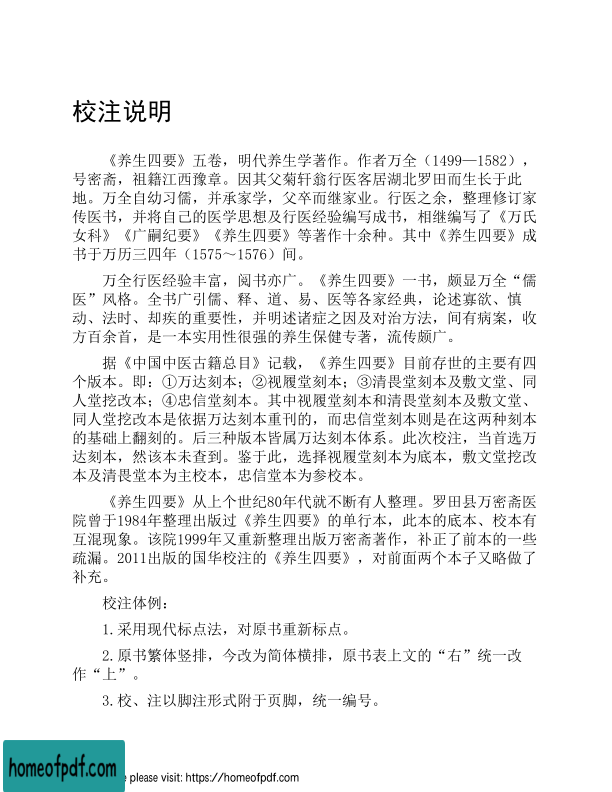 校注说明
《养生四要》五卷，明代养生学著作。作者万全（1499—1582），
号密斋，祖籍江西豫章。因其父菊轩翁行医客居湖北罗田而生长于此
地。万全自幼习儒，并承家学，父卒而继家业。行医之余，整理修订家
传医书，并将自己的医学思想及行医经验编写成书，相继编写了《万氏
女科》《广嗣纪要》《养生四要》等著作十余种。其中《养生四要》成
书于万历三四年（1575～1576）间。
万全行医经验丰富，阅书亦广。《养生四要》一书，颇显万全“儒
医”风格。全书广引儒、释、道、易、医等各家经典，论述寡欲、慎
动、法时、却疾的重要性，并明述诸症之因及对治方法，间有病案，收
方百余首，是一本实用性很强的养生保健专著，流传颇广。
据《中国中医古籍总目》记载，《养生四要》目前存世的主要有四
个版本。即：①万达刻本；②视履堂刻本；③清畏堂刻本及敷文堂、同
人堂挖改本；④忠信堂刻本。其中视履堂刻本和清畏堂刻本及敷文堂、
同人堂挖改本是依据万达刻本重刊的，而忠信堂刻本则是在这两种刻本
的基础上翻刻的。后三种版本皆属万达刻本体系。此次校注，当首选万
达刻本，然该本未查到。鉴于此，选择视履堂刻本为底本，敷文堂挖改
本及清畏堂本为主校本，忠信堂本为参校本。
《养生四要》从上个世纪80年代就不断有人整理。罗田县万密斋医
院曾于1984年整理出版过《养生四要》的单行本，此本的底本、校本有
互混现象。该院1999年又重新整理出版万密斋著作，补正了前本的一些
疏漏。2011出版的国华校注的《养生四要》，对前面两个本子又略做了
补充。
校注体例：
1.采用现代标点法，对原书重新标点。
2.原书繁体竖排，今改为简体横排，原书表上文的“右”统一改
作“上”。
3.校、注以脚注形式附于页脚，统一编号。
homeofpdf.com
e please visit: https://homeofpdf.com